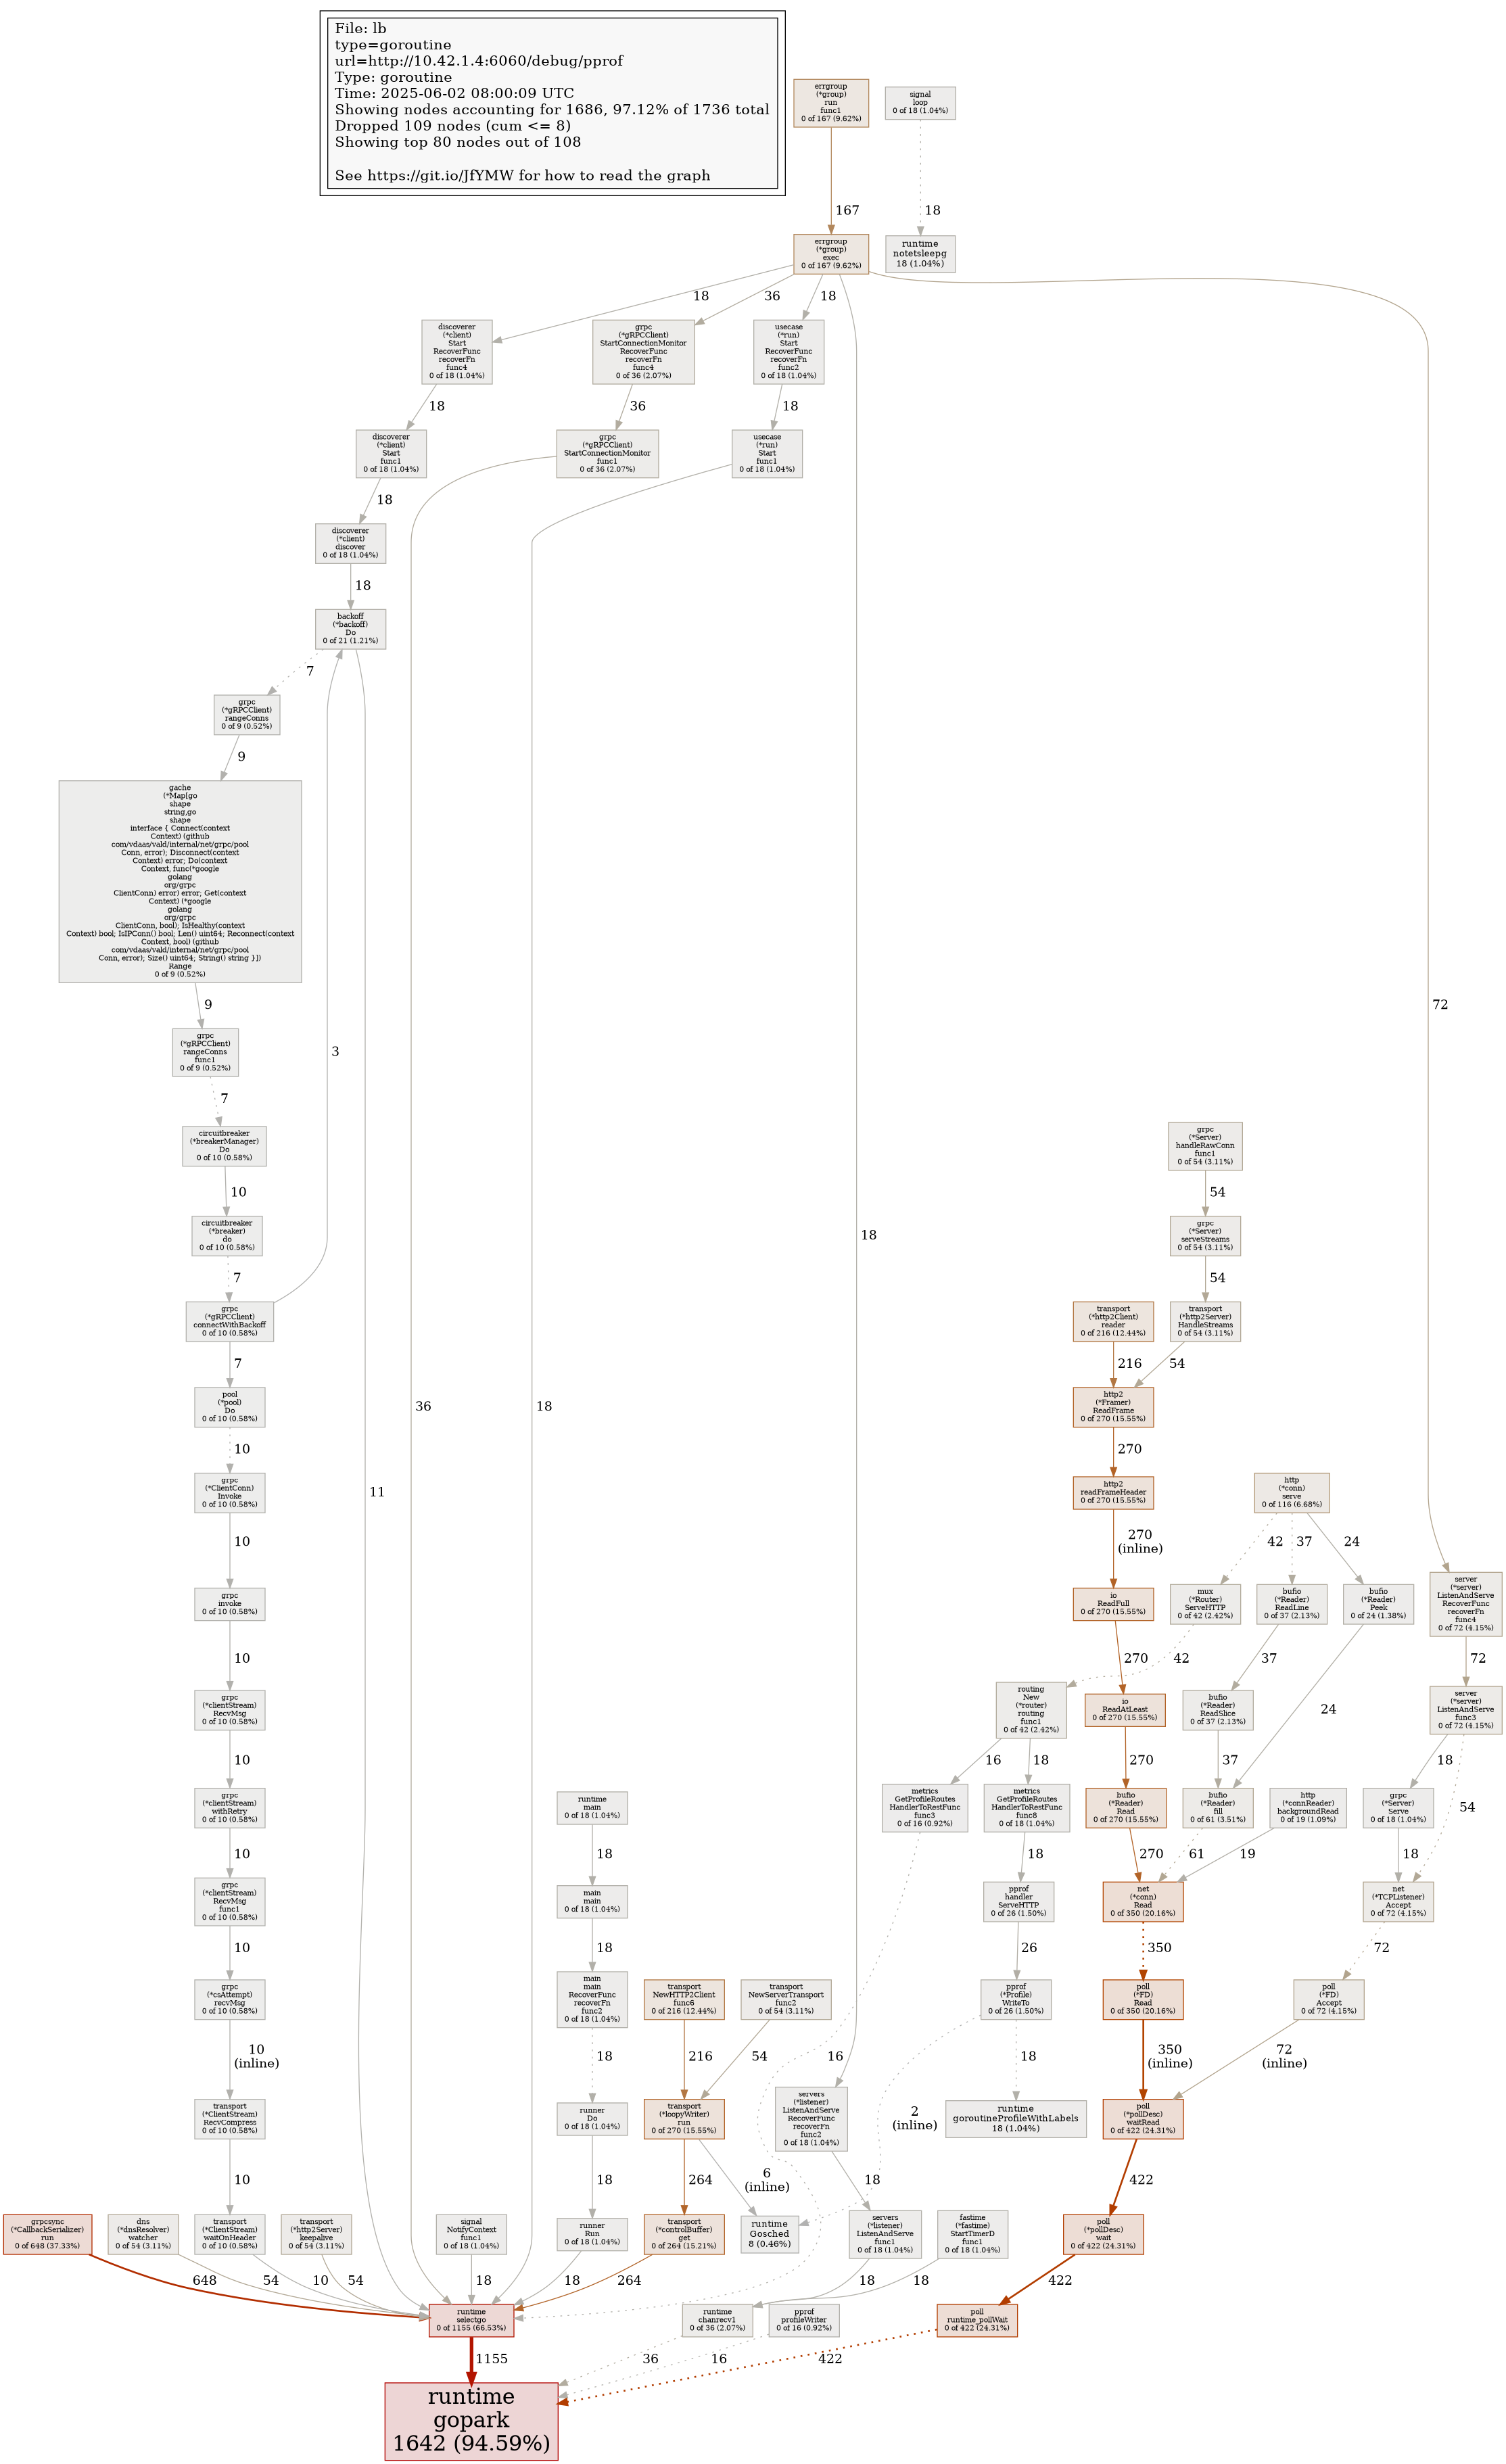 File: lb
type=goroutine
url=http://10.42.1.4:6060/debug/pprof
Type: goroutine
Time: 2025-06-02 08:00:09 UTC
Showing nodes accounting for 1686, 97.12% of 1736 total
Dropped 109 nodes (cum <= 8)
Showing top 80 nodes out of 108
See https://git.io/JfYMW for how to read the graph
errgroup
(*group)
run
func1
0 of 167 (9.62%)
signal
loop
0 of 18 (1.04%)
167
18
errgroup
(*group)
exec
0 of 167 (9.62%)
runtime
notetsleepg
18 (1.04%)
18
36
18
18
72
discoverer
(*client)
Start
RecoverFunc
recoverFn
func4
0 of 18 (1.04%)
grpc
(*gRPCClient)
StartConnectionMonitor
RecoverFunc
recoverFn
func4
0 of 36 (2.07%)
usecase
(*run)
Start
RecoverFunc
recoverFn
func2
0 of 18 (1.04%)
18
36
18
discoverer
(*client)
Start
func1
0 of 18 (1.04%)
grpc
(*gRPCClient)
StartConnectionMonitor
func1
0 of 36 (2.07%)
usecase
(*run)
Start
func1
0 of 18 (1.04%)
18
36
18
discoverer
(*client)
discover
0 of 18 (1.04%)
18
backoff
(*backoff)
Do
0 of 21 (1.21%)
7
11
grpc
(*gRPCClient)
rangeConns
0 of 9 (0.52%)
9
gache
(*Map[go
shape
string,go
shape
interface { Connect(context
Context) (github
com/vdaas/vald/internal/net/grpc/pool
Conn, error); Disconnect(context
Context) error; Do(context
Context, func(*google
golang
org/grpc
ClientConn) error) error; Get(context
Context) (*google
golang
org/grpc
ClientConn, bool); IsHealthy(context
Context) bool; IsIPConn() bool; Len() uint64; Reconnect(context
Context, bool) (github
com/vdaas/vald/internal/net/grpc/pool
Conn, error); Size() uint64; String() string }])
Range
0 of 9 (0.52%)
9
grpc
(*gRPCClient)
rangeConns
func1
0 of 9 (0.52%)
7
3
circuitbreaker
(*breakerManager)
Do
0 of 10 (0.58%)
10
circuitbreaker
(*breaker)
do
0 of 10 (0.58%)
7
grpc
(*gRPCClient)
connectWithBackoff
0 of 10 (0.58%)
7
pool
(*pool)
Do
0 of 10 (0.58%)
10
grpc
(*ClientConn)
Invoke
0 of 10 (0.58%)
10
grpc
invoke
0 of 10 (0.58%)
10
grpc
(*clientStream)
RecvMsg
0 of 10 (0.58%)
10
grpc
(*clientStream)
withRetry
0 of 10 (0.58%)
10
grpc
(*clientStream)
RecvMsg
func1
0 of 10 (0.58%)
10
grpc
(*csAttempt)
recvMsg
0 of 10 (0.58%)
10
(inline)
transport
(*ClientStream)
RecvCompress
0 of 10 (0.58%)
10
grpc
(*Server)
handleRawConn
func1
0 of 54 (3.11%)
54
grpc
(*Server)
serveStreams
0 of 54 (3.11%)
54
transport
(*http2Client)
reader
0 of 216 (12.44%)
transport
(*http2Server)
HandleStreams
0 of 54 (3.11%)
216
54
http2
(*Framer)
ReadFrame
0 of 270 (15.55%)
270
http2
readFrameHeader
0 of 270 (15.55%)
270
(inline)
io
ReadFull
0 of 270 (15.55%)
270
io
ReadAtLeast
0 of 270 (15.55%)
270
bufio
(*Reader)
Read
0 of 270 (15.55%)
270
http
(*conn)
serve
0 of 116 (6.68%)
42
37
24
mux
(*Router)
ServeHTTP
0 of 42 (2.42%)
bufio
(*Reader)
ReadLine
0 of 37 (2.13%)
bufio
(*Reader)
Peek
0 of 24 (1.38%)
server
(*server)
ListenAndServe
RecoverFunc
recoverFn
func4
0 of 72 (4.15%)
42
37
24
72
routing
New
(*router)
routing
func1
0 of 42 (2.42%)
bufio
(*Reader)
ReadSlice
0 of 37 (2.13%)
server
(*server)
ListenAndServe
func3
0 of 72 (4.15%)
16
18
37
18
54
metrics
GetProfileRoutes
HandlerToRestFunc
func3
0 of 16 (0.92%)
metrics
GetProfileRoutes
HandlerToRestFunc
func8
0 of 18 (1.04%)
bufio
(*Reader)
fill
0 of 61 (3.51%)
http
(*connReader)
backgroundRead
0 of 19 (1.09%)
grpc
(*Server)
Serve
0 of 18 (1.04%)
16
18
61
19
18
pprof
handler
ServeHTTP
0 of 26 (1.50%)
net
(*conn)
Read
0 of 350 (20.16%)
net
(*TCPListener)
Accept
0 of 72 (4.15%)
26
350
72
pprof
(*Profile)
WriteTo
0 of 26 (1.50%)
poll
(*FD)
Read
0 of 350 (20.16%)
poll
(*FD)
Accept
0 of 72 (4.15%)
2
(inline)
18
350
(inline)
72
(inline)
runtime
goroutineProfileWithLabels
18 (1.04%)
poll
(*pollDesc)
waitRead
0 of 422 (24.31%)
422
runtime
main
0 of 18 (1.04%)
18
main
main
0 of 18 (1.04%)
18
main
main
RecoverFunc
recoverFn
func2
0 of 18 (1.04%)
transport
NewHTTP2Client
func6
0 of 216 (12.44%)
transport
NewServerTransport
func2
0 of 54 (3.11%)
18
216
54
runner
Do
0 of 18 (1.04%)
transport
(*loopyWriter)
run
0 of 270 (15.55%)
servers
(*listener)
ListenAndServe
RecoverFunc
recoverFn
func2
0 of 18 (1.04%)
18
264
6
(inline)
18
grpcsync
(*CallbackSerializer)
run
0 of 648 (37.33%)
dns
(*dnsResolver)
watcher
0 of 54 (3.11%)
transport
(*ClientStream)
waitOnHeader
0 of 10 (0.58%)
transport
(*http2Server)
keepalive
0 of 54 (3.11%)
signal
NotifyContext
func1
0 of 18 (1.04%)
runner
Run
0 of 18 (1.04%)
transport
(*controlBuffer)
get
0 of 264 (15.21%)
runtime
Gosched
8 (0.46%)
servers
(*listener)
ListenAndServe
func1
0 of 18 (1.04%)
fastime
(*fastime)
StartTimerD
func1
0 of 18 (1.04%)
poll
(*pollDesc)
wait
0 of 422 (24.31%)
648
54
10
54
18
18
264
18
18
422
runtime
selectgo
0 of 1155 (66.53%)
runtime
chanrecv1
0 of 36 (2.07%)
pprof
profileWriter
0 of 16 (0.92%)
poll
runtime_pollWait
0 of 422 (24.31%)
1155
36
16
422
runtime
gopark
1642 (94.59%)